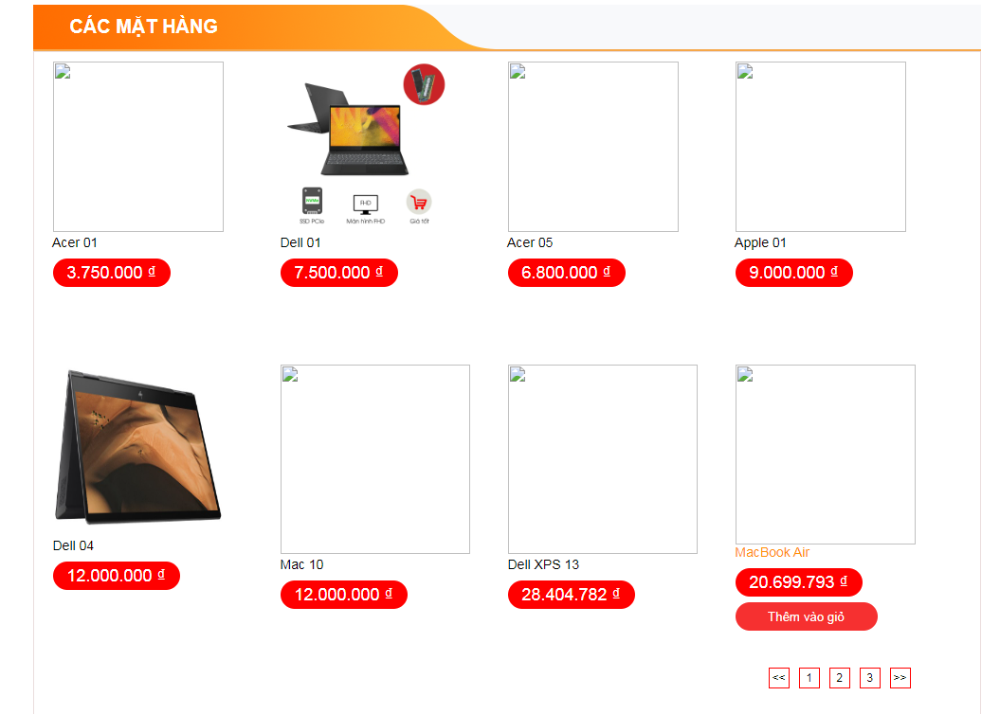 CÁC MẶT HÀNG
NVMe
FHD
SSD PCIe
Màn hình FHD
Giá tốt
Acer 01
Dell 01
Acer 05
Apple 01
3.750.000 ₫
7.500.000 ₫
6.800.000 ₫
9.000.000 ₫
Dell 04
12.000.000 ₫
Mac 10
12.000.000 ₫
Dell XPS 13
28.404.782 ₫
MacBook Air
20.699.793 ₫
Thêm vào giỏ
<< 1 2 3 >>